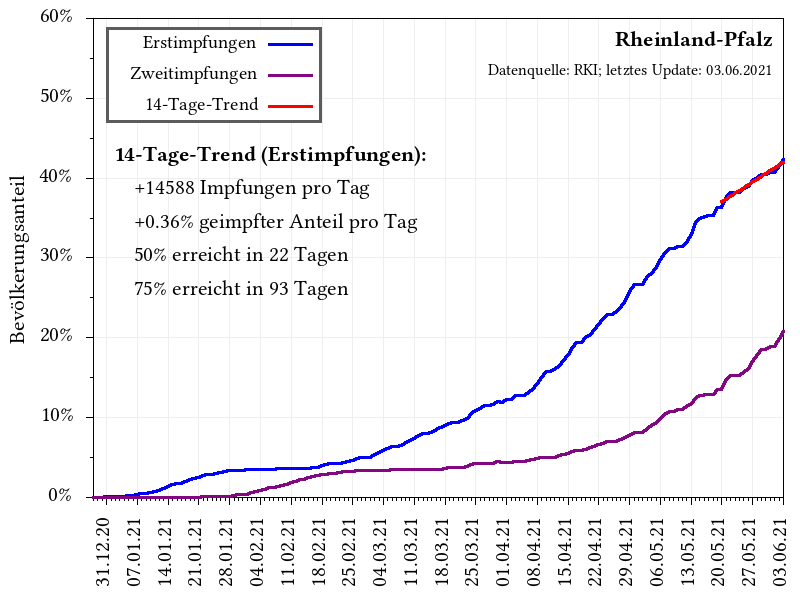 60%
50%
40%
30%
20%
10%
0%
Bevölkerungsanteil
Erstimpfungen
Zweitimpfungen
14-Tage-Trend
Rheinland-Pfalz
Datenquelle: RKI; letztes Update: 03.06.2021
14-Tage-Trend (Erstimpfungen):
+14588 Impfungen pro Tag
+0.36% geimpfter Anteil pro Tag
50% erreicht in 22 Tagen
75% erreicht in 93 Tagen
31.12.20
07.01.21
14.01.21
21.01.21
28.01.21
04.02.21
11.02.21
18.02.21
25.02.21
04.03.21
11.03.21
18.03.21
25.03.21
01.04.21
08.04.21
15.04.21
22.04.21
29.04.21
06.05.21
13.05.21
20.05.21
27.05.21
03.06.21